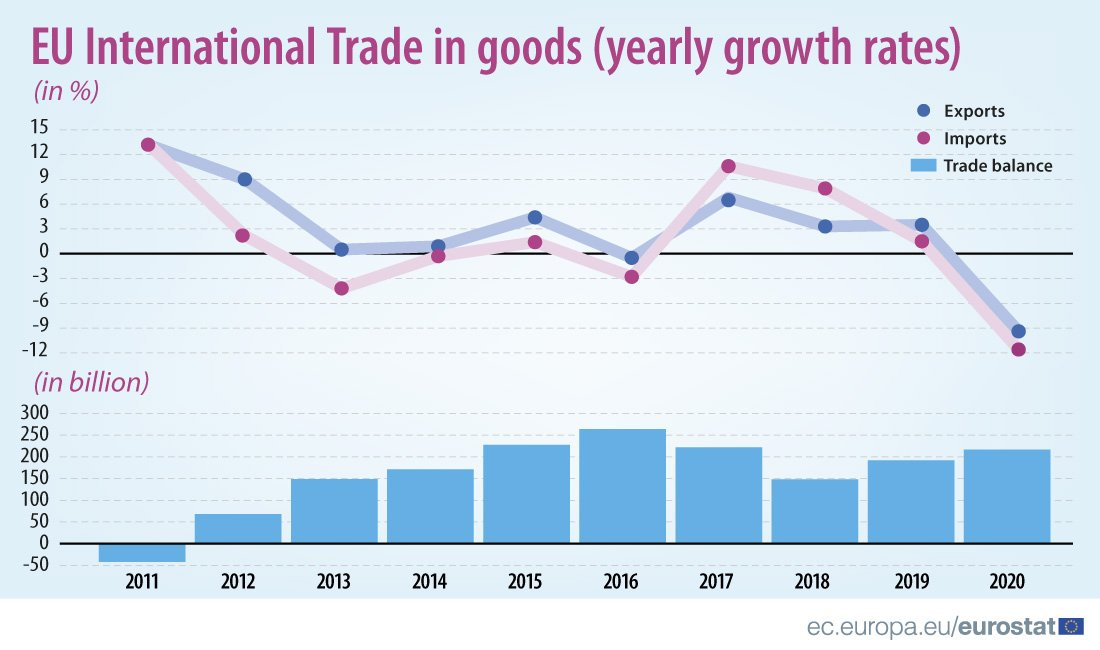 EU International Trade in goods (yearly growth rates)
(in %)
Exports
Imports
Trade balance
15
12
9
6
3
0
-3
-6
-9
-12
(in billion)
300
250
200
150
100
50
0
-50
2011 2012 2013 2014 2015 2016 2017 2018 2019 2020
ec.europa.eu/eurostat